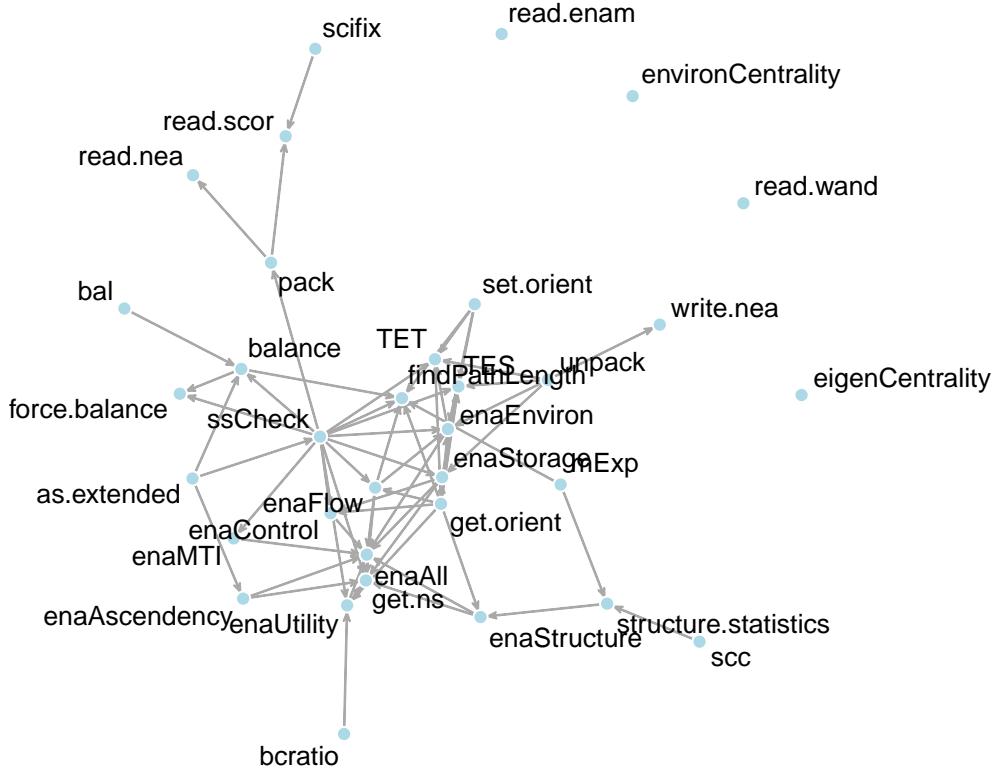 read.enam
scifix
environCentrality
read.scor
read.nea
read.wand
pack
set.orient
bal
write.nea
TET
balance
TES
unpack
findPathLength
eigenCentrality
force.balance
ssCheck
enaEnviron
enaStorage
mExp
as.extended
enaFlow
get.orient
enaControl
enaMTI
enaAll
get.ns
enaAscendency
enaUtility
structure.statistics
enaStructure
scc
bcratio